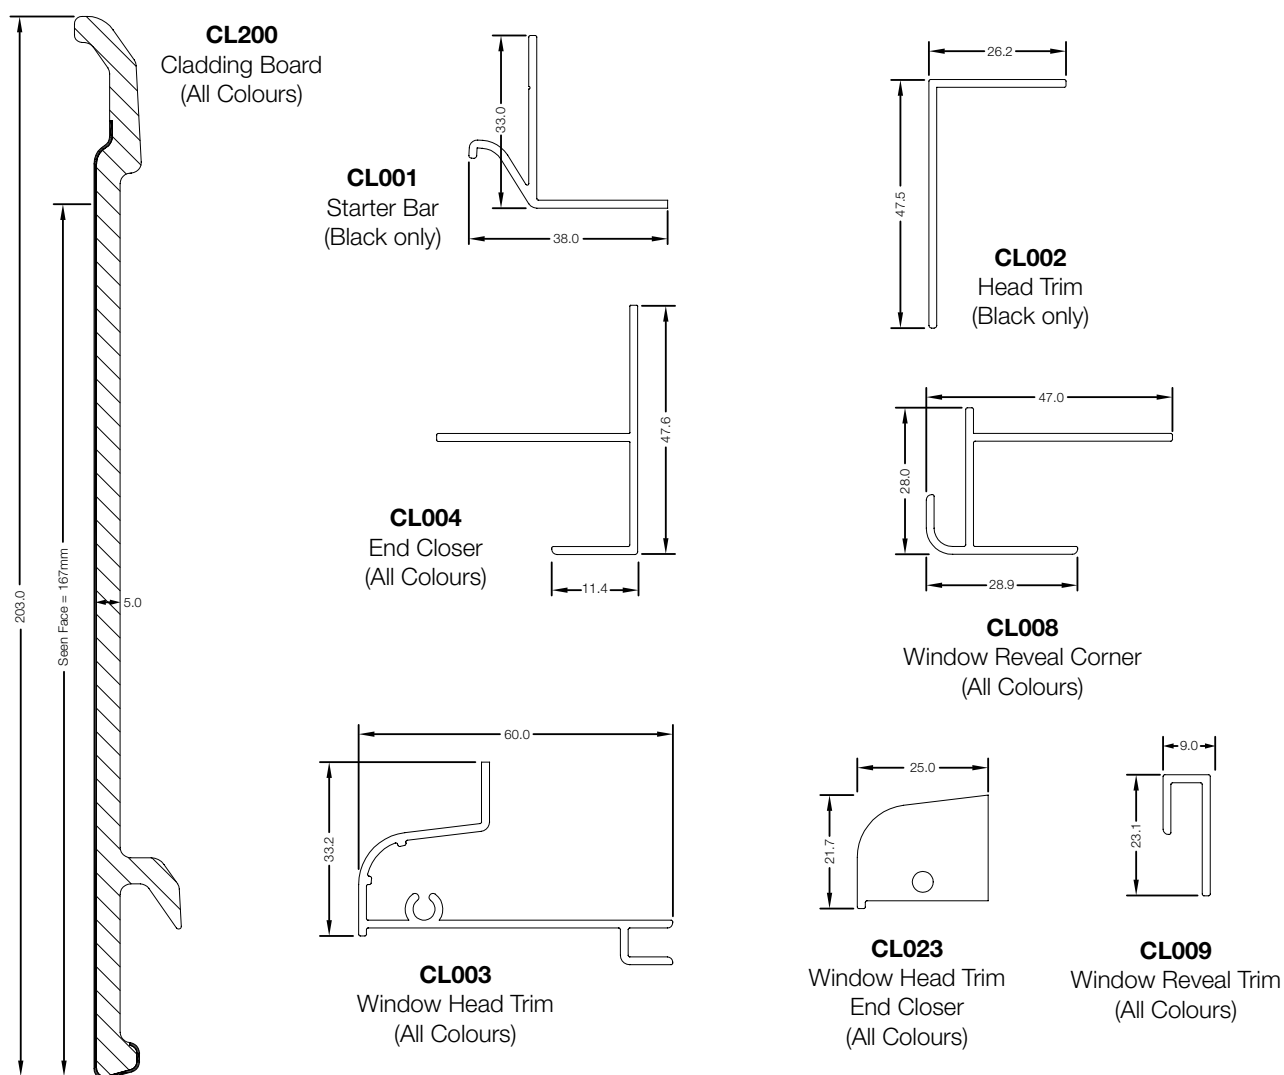 CL200
Cladding Board
(All Colours)
203.0
Seen Face = 167mm
5.0
33.0
38.0
CL001
Starter Bar
(Black only)
26.2
47.5
CL002
Head Trim
(Black only)
47.6
11.4
CL004
End Closer
(All Colours)
47.0
28.0
28.9
CL008
Window Reveal Corner
(All Colours)
60.0
33.2
CL003
Window Head Trim
(All Colours)
25.0
21.7
CL023
Window Head Trim
End Closer
(All Colours)
9.0
23.1
CL009
Window Reveal Trim
(All Colours)